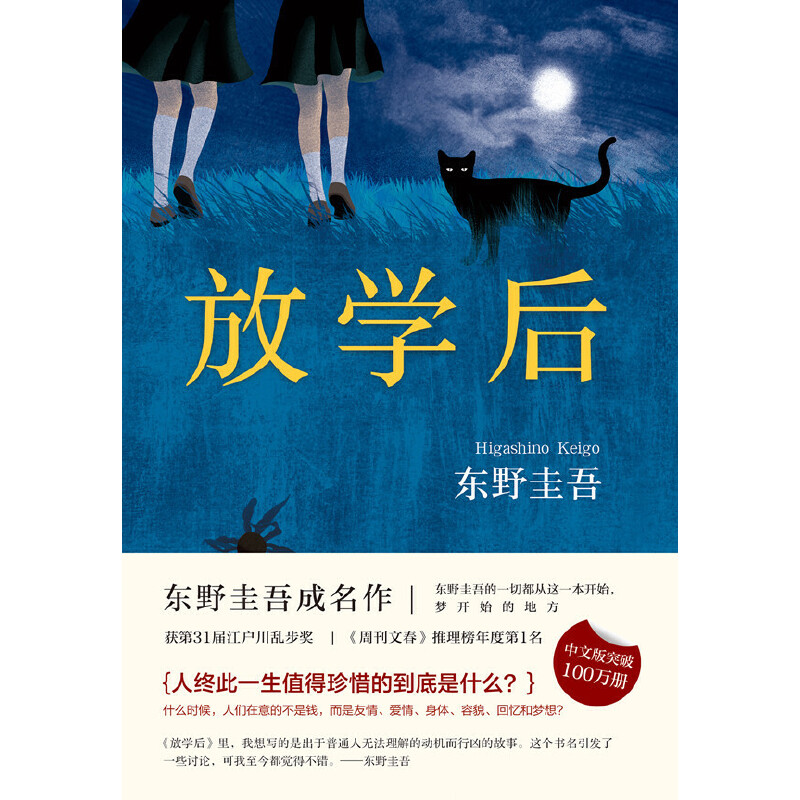 放学后
Higashino Keigo
东野圭吾
东野圭吾成名作
东野圭吾的一切都从这一本开始,
梦开始的地方
获第31届江户川乱步奖 | 《周刊文春》推理榜年度第1名
中文版突破
100万册
{人终此一生值得珍惜的到底是什么?}
什么时候,人们在意的不是钱,而是友情、爱情、身体、容貌、回忆和梦想?
《放学后》里,我想写的是出于普通人无法理解的动机而行凶的故事。这个书名引发了
一些讨论,可我至今都觉得不错。——东野圭吾